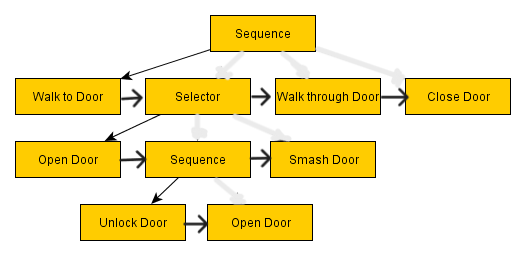 Sequence
Walk to Door
Selector
Walk through Door
Close Door
Open Door
Sequence
Smash Door
Unlock Door
Open Door